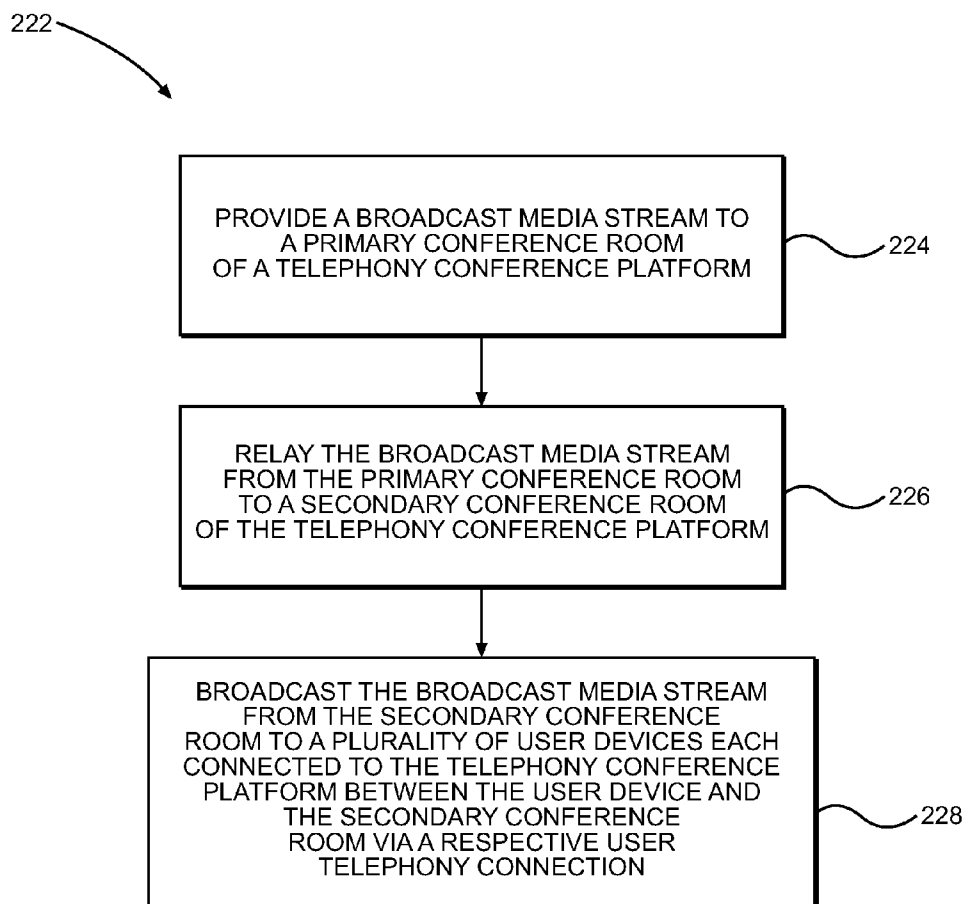 222
PROVIDE A BROADCAST MEDIA STREAM TO
A PRIMARY CONFERENCE ROOM
OF A TELEPHONY CONFERENCE PLATFORM
224
RELAY THE BROADCAST MEDIA STREAM
FROM THE PRIMARY CONFERENCE ROOM
TO A SECONDARY CONFERENCE ROOM
OF THE TELEPHONY CONFERENCE PLATFORM
226
BROADCAST THE BROADCAST MEDIA STREAM
FROM THE SECONDARY CONFERENCE
ROOM TO A PLURALITY OF USER DEVICES EACH
CONNECTED TO THE TELEPHONY CONFERENCE
PLATFORM BETWEEN THE USER DEVICE AND
THE SECONDARY CONFERENCE
ROOM VIA A RESPECTIVE USER
TELEPHONY CONNECTION
228